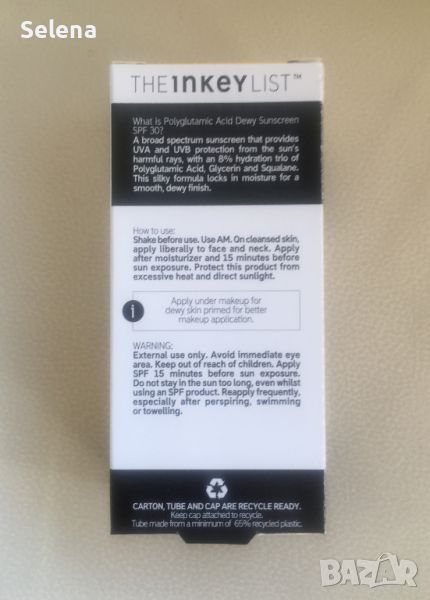 Selena
THE INKEY LIST™
What is Polyglutamic Acid Dewy Sunscreen
SPF 30?
A broad spectrum sunscreen that provides
UVA and UVB protection from the sun's
harmful rays, with an 8% hydration trio of
Polyglutamic Acid, Glycerin and Squalane.
This silky formula locks in moisture for a
smooth, dewy finish.
How to use:
Shake before use. Use AM. On cleansed skin,
apply liberally to face and neck. Apply
after moisturizer and 15 minutes before
sun exposure. Protect this product from
excessive heat and direct sunlight.
i
Apply under makeup for
dewy skin primed for better
makeup application.
WARNING:
External use only. Avoid immediate eye
area. Keep out of reach of children. Apply
SPF 15 minutes before sun exposure.
Do not stay in the sun too long, even whilst
using an SPF product. Reapply frequently,
especially after perspiring, swimming
or towelling.
CARTON, TUBE AND CAP ARE RECYCLE READY.
Keep cap attached to recycle.
Tube made from a minimum of 65% recycled plastic.
BAZAR